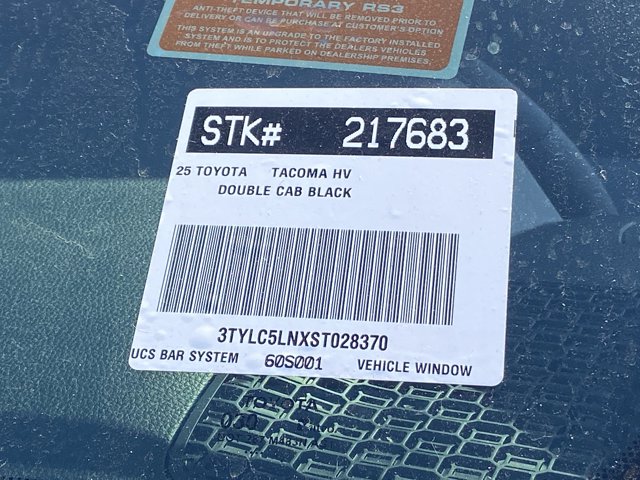 TEMPORARY RS3
ANTI-THEFT DEVICE THAT WILL BE REMOVED PRIOR TO
DELIVERY OR CAN BE PURCHASE AT CUSTOMER'S OPTION
THIS SYSTEM IS AN UPGRADE TO THE FACTORY INSTALLED
SYSTEM AND IS TO PROTECT THE DEALERS VEHICLES
FROM THEFT WHILE PARKED ON DEALERSHIP PREMISES.
STK# 217683
25 TOYOTA TACOMA HV
DOUBLE CAB BLACK
3TYLC5LNXST028370
UCS BAR SYSTEM 60S001 VEHICLE WINDOW
TOYOTA